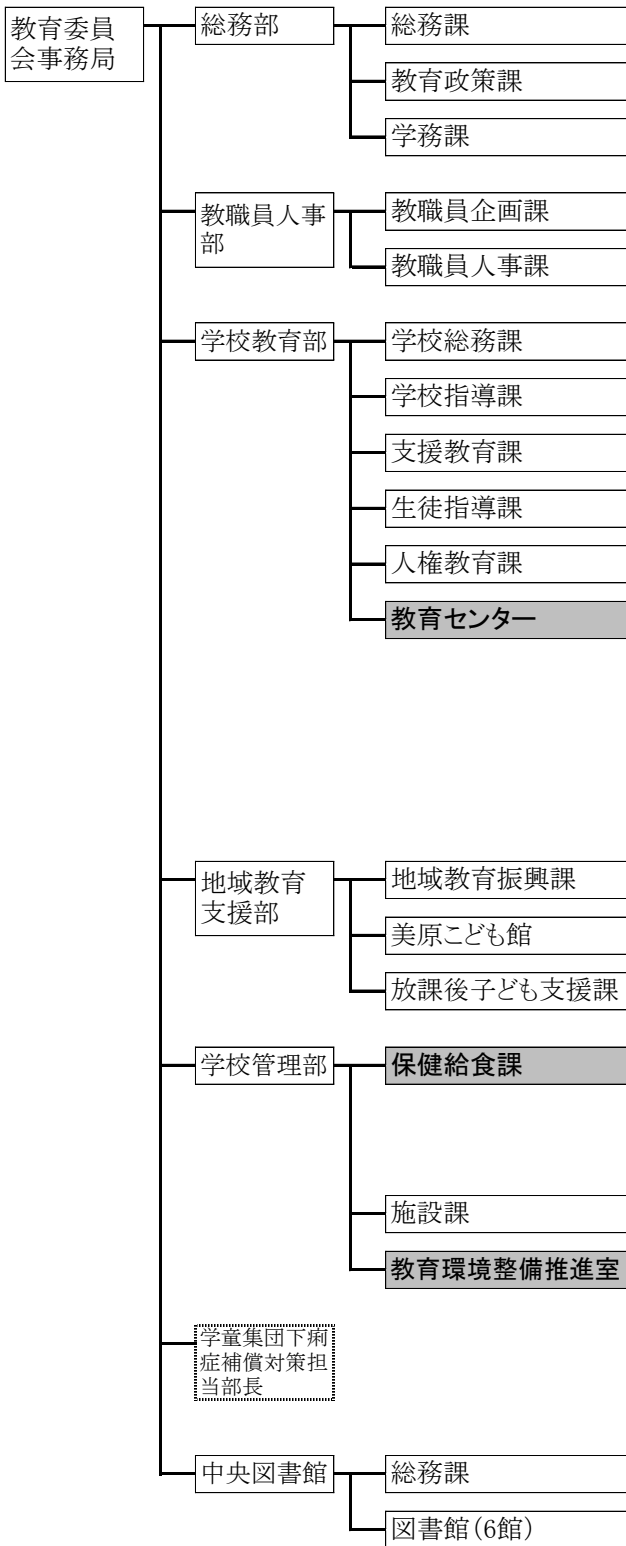 教育委員
会事務局
総務部
総務課
教育政策課
学務課
教職員人事
部
教職員企画課
教職員人事課
学校教育部
学校総務課
学校指導課
支援教育課
生徒指導課
人権教育課
教育センター
地域教育
支援部
地域教育振興課
美原こども館
放課後子ども支援課
学校管理部
保健給食課
施設課
教育環境整備推進室
学童集団下痢
症補償対策担
当部長
中央図書館
総務課
図書館(6館)